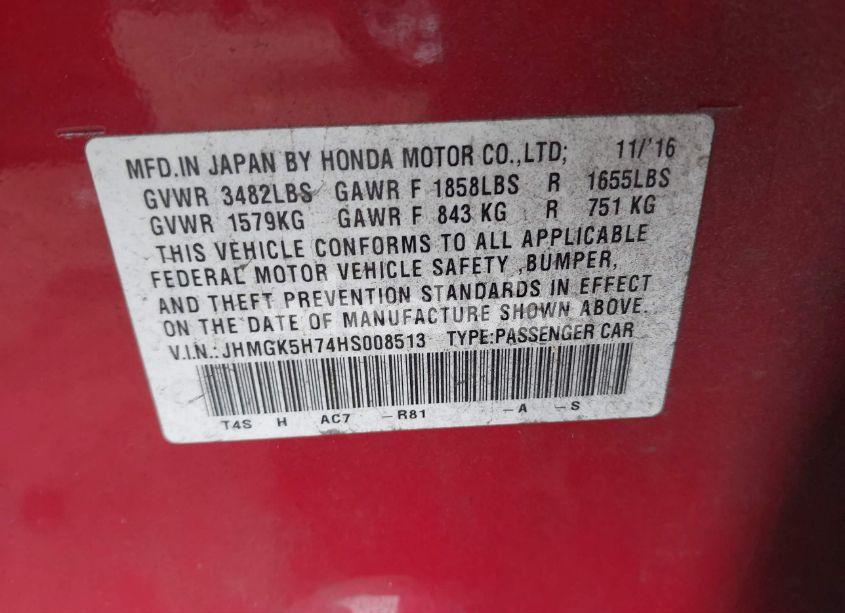 MFD.IN JAPAN BY HONDA MOTOR CO.,LTD; 11/'16
GVWR 3482LBS GAWR F 1858LBS R 1655LBS
GVWR 1579KG GAWR F 843 KG R 751 KG
THIS VEHICLE CONFORMS TO ALL APPLICABLE
FEDERAL MOTOR VEHICLE SAFETY ,BUMPER,
AND THEFT PREVENTION STANDARDS IN EFFECT
ON THE DATE OF MANUFACTURE SHOWN ABOVE.
V.I.N.: JHMGK5H74HS008513 TYPE:PASSENGER CAR
T4S H AC7 -R81 -A -S